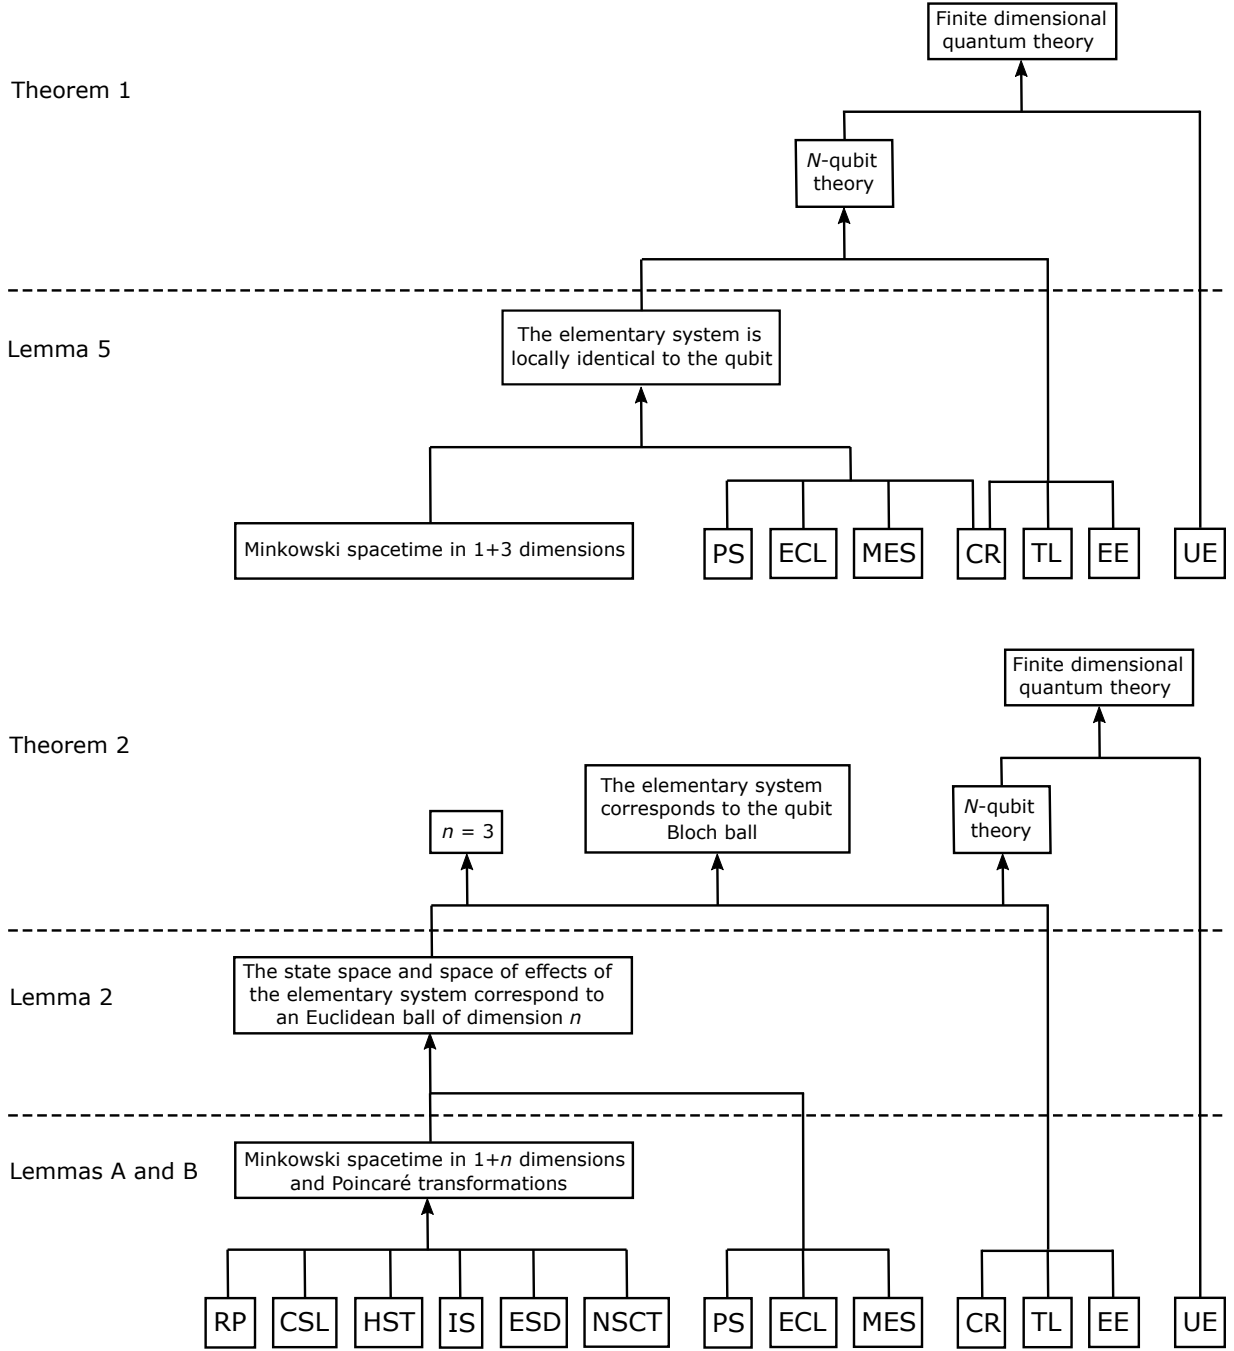 Finite dimensional
quantum theory
Theorem 1
N-qubit
theory
The elementary system is
locally identical to the qubit
Lemma 5
Minkowski spacetime in 1+3 dimensions
PS ECL MES CR TL EE UE
Finite dimensional
quantum theory
Theorem 2
The elementary system
corresponds to the qubit
Bloch ball
n = 3
N-qubit
theory
The state space and space of effects of
the elementary system correspond to
an Euclidean ball of dimension n
Lemma 2
Minkowski spacetime in 1+n dimensions
and Poincaré transformations
Lemmas A and B
RP CSL HST IS ESD NSCT PS ECL MES CR TL EE UE